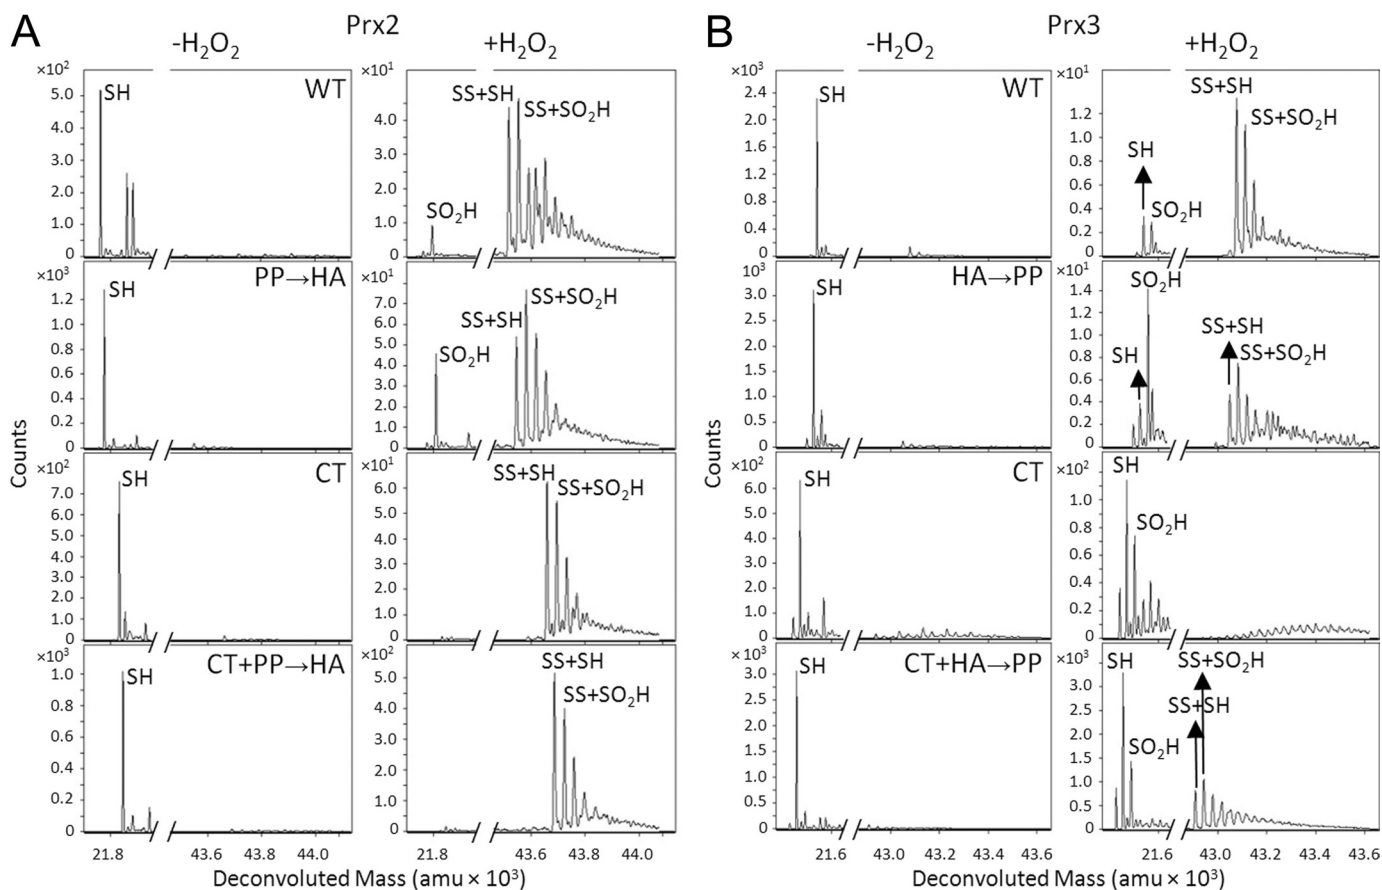 A
Prx2
-H₂O₂
+H₂O₂
×10²
SH
WT
5.0
4.0
3.0
2.0
1.0
0
×10¹
SS+SH
SS+SO₂H
SO₂H
4.0
3.0
2.0
1.0
0
×10³
SH
PP→HA
1.2
1.0
0.8
0.6
0.4
0.2
0
×10¹
SS+SO₂H
SS+SH
SO₂H
7.0
6.0
5.0
4.0
3.0
2.0
1.0
0
×10²
SH
CT
7.0
6.0
5.0
4.0
3.0
2.0
1.0
0
×10¹
SS+SH
SS+SO₂H
6.0
5.0
4.0
3.0
2.0
1.0
0
×10³
SH
CT+PP→HA
1.0
0.8
0.6
0.4
0.2
0
×10²
SS+SH
SS+SO₂H
5.0
4.0
3.0
2.0
1.0
0
21.8 43.6 43.8 44.0
21.8 43.6 44.0
Counts
Deconvoluted Mass (amu × 10³)
B
Prx3
-H₂O₂
+H₂O₂
×10³
SH
WT
2.4
2.0
1.6
1.2
0.8
0.4
0
×10¹
SS+SH
SS+SO₂H
SH
SO₂H
1.2
1.0
0.8
0.6
0.4
0.2
0
×10³
SH
HA→PP
3.0
2.5
2.0
1.5
1.0
0.5
0
×10¹
SO₂H
SS+SH
SH
SS+SO₂H
1.4
1.2
1.0
0.8
0.6
0.4
0.2
0
×10²
SH
CT
6.0
5.0
4.0
3.0
2.0
1.0
0
×10²
SH
SO₂H
1.0
0.8
0.6
0.4
0.2
0
×10³
SH
CT+HA→PP
3.0
2.5
2.0
1.5
1.0
0.5
0
×10³
SH
SS+SO₂H
SS+SH
SO₂H
3.0
2.5
2.0
1.5
1.0
0.5
0
21.6 43.0 43.2 43.4 43.6
21.6 43.0 43.2 43.4 43.6
Counts
Deconvoluted Mass (amu × 10³)